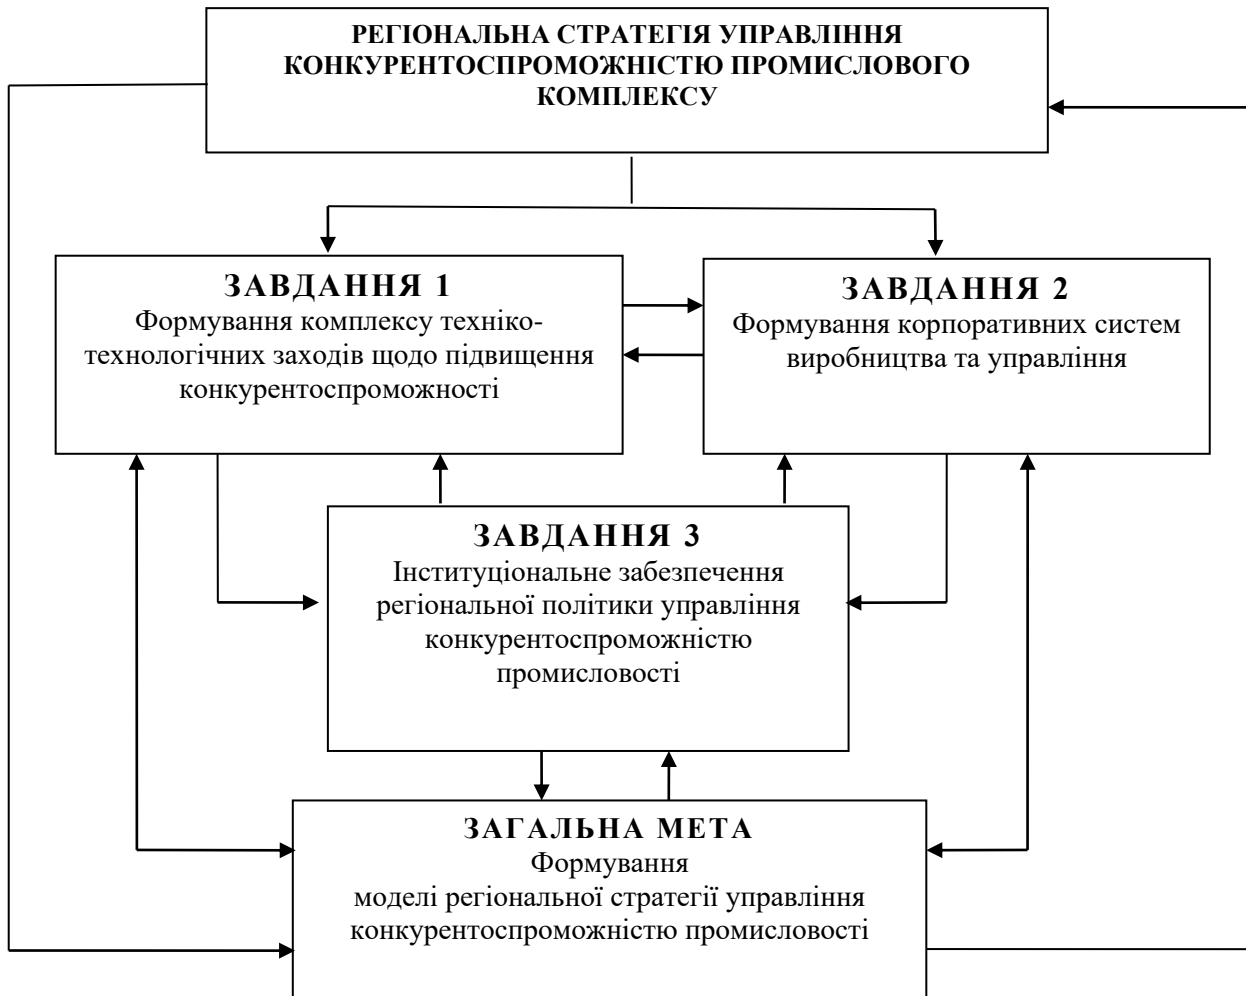 РЕГІОНАЛЬНА СТРАТЕГІЯ УПРАВЛІННЯ
КОНКУРЕНТОСПРОМОЖНІСТЮ ПРОМИСЛОВОГО
КОМПЛЕКСУ
ЗАВДАННЯ 1
Формування комплексу техніко-
технологічних заходів щодо підвищення
конкурентоспроможності
ЗАВДАННЯ 2
Формування корпоративних систем
виробництва та управління
ЗАВДАННЯ 3
Інституціональне забезпечення
регіональної політики управління
конкурентоспроможністю
промисловості
ЗАГАЛЬНА МЕТА
Формування
моделі регіональної стратегії управління
конкурентоспроможністю промисловості